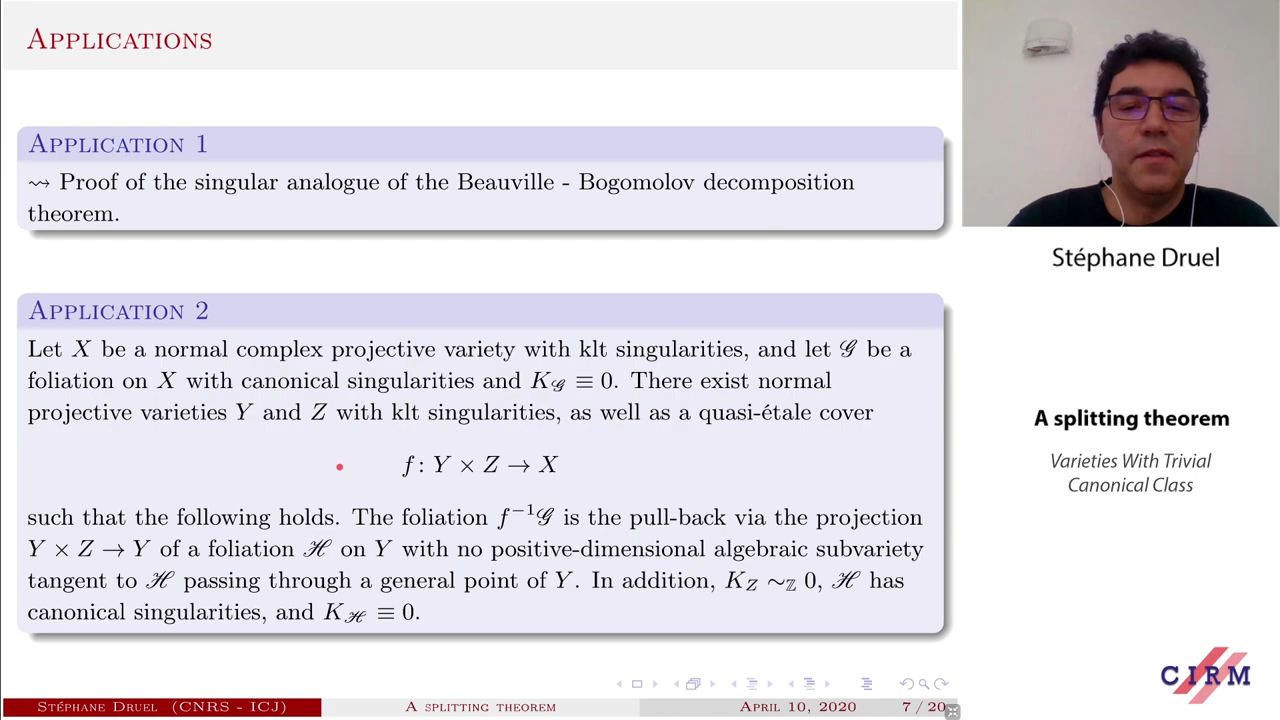 APPLICATIONS
APPLICATION 1
⇝ Proof of the singular analogue of the Beauville - Bogomolov decomposition
theorem.
APPLICATION 2
Let X be a normal complex projective variety with klt singularities, and let 𝒢 be a
foliation on X with canonical singularities and K_𝒢 ≡ 0. There exist normal
projective varieties Y and Z with klt singularities, as well as a quasi-étale cover
f : Y × Z → X
such that the following holds. The foliation f⁻¹𝒢 is the pull-back via the projection
Y × Z → Y of a foliation ℋ on Y with no positive-dimensional algebraic subvariety
tangent to ℋ passing through a general point of Y. In addition, K_Z ∼_ℤ 0, ℋ has
canonical singularities, and K_ℋ ≡ 0.
STÉPHANE DRUEL (CNRS - ICJ) A SPLITTING THEOREM APRIL 10, 2020 7 / 20
Stéphane Druel
A splitting theorem
Varieties With Trivial
Canonical Class
CIRM